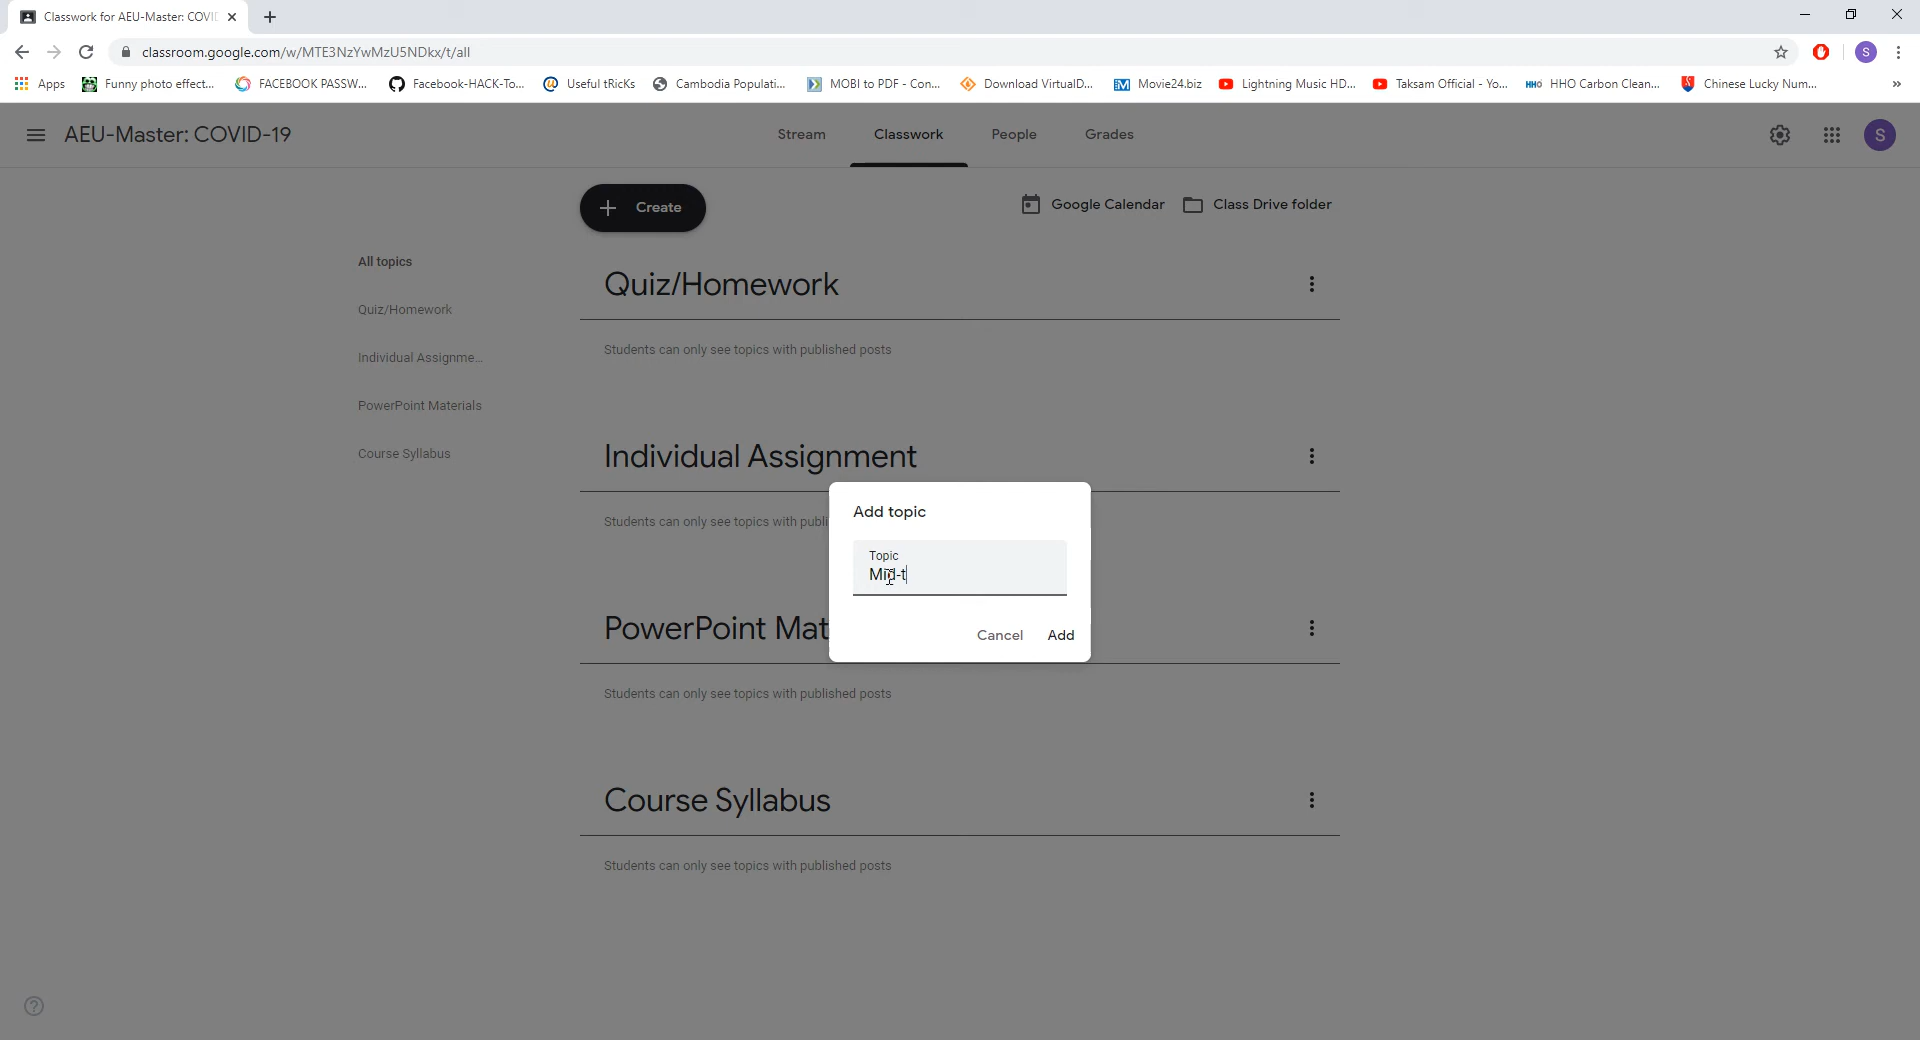 Classwork for AEU-Master: COVI
classroom.google.com/w/MTE3NzYwMzU5NDkx/t/all
S
Apps
Funny photo effect...
FACEBOOK PASSW...
Facebook-HACK-To...
Useful tRicKs
Cambodia Populati...
MOBI to PDF - Con...
Download VirtualD...
Movie24.biz
Lightning Music HD...
Taksam Official - Yo...
HHO Carbon Clean...
Chinese Lucky Num...
»
AEU-Master: COVID-19
Stream
Classwork
People
Grades
S
Create
Google Calendar
Class Drive folder
All topics
Quiz/Homework
Individual Assignme...
PowerPoint Materials
Course Syllabus
Quiz/Homework
Students can only see topics with published posts
Individual Assignment
Students can only see topics with publi
PowerPoint Mat
Students can only see topics with published posts
Course Syllabus
Students can only see topics with published posts
Add topic
Topic
Mid-t
Cancel
Add